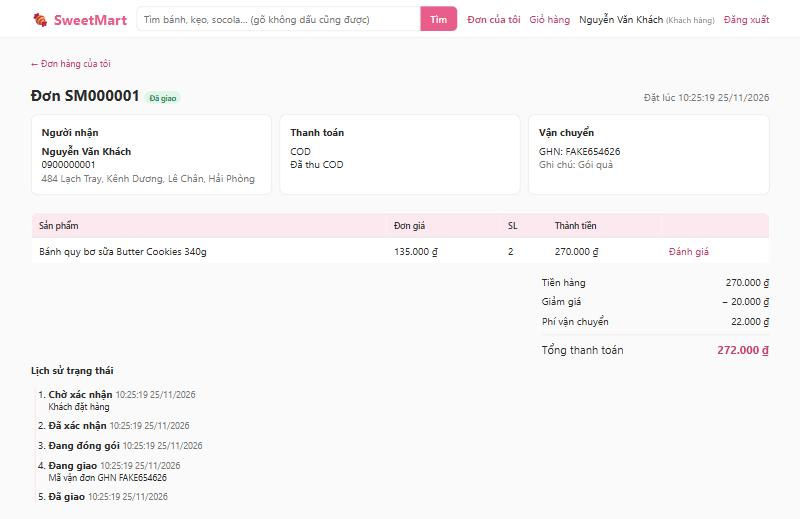 SweetMart
Tìm bánh, kẹo, socola... (gõ không dấu cũng được)
Tìm
Đơn của tôi
Giỏ hàng
Nguyễn Văn Khách (Khách hàng)
Đăng xuất
← Đơn hàng của tôi
Đơn SM000001 Đã giao
Đặt lúc 10:25:19 25/11/2026
Người nhận
Nguyễn Văn Khách
0900000001
484 Lạch Tray, Kênh Dương, Lê Chân, Hải Phòng
Thanh toán
COD
Đã thu COD
Vận chuyển
GHN: FAKE654626
Ghi chú: Gói quà
Sản phẩm Đơn giá SL Thành tiền
Bánh quy bơ sữa Butter Cookies 340g 135.000 ₫ 2 270.000 ₫ Đánh giá
Tiền hàng 270.000 ₫
Giảm giá − 20.000 ₫
Phí vận chuyển 22.000 ₫
Tổng thanh toán 272.000 ₫
Lịch sử trạng thái
1. Chờ xác nhận 10:25:19 25/11/2026
Khách đặt hàng
2. Đã xác nhận 10:25:19 25/11/2026
3. Đang đóng gói 10:25:19 25/11/2026
4. Đang giao 10:25:19 25/11/2026
Mã vận đơn GHN FAKE654626
5. Đã giao 10:25:19 25/11/2026